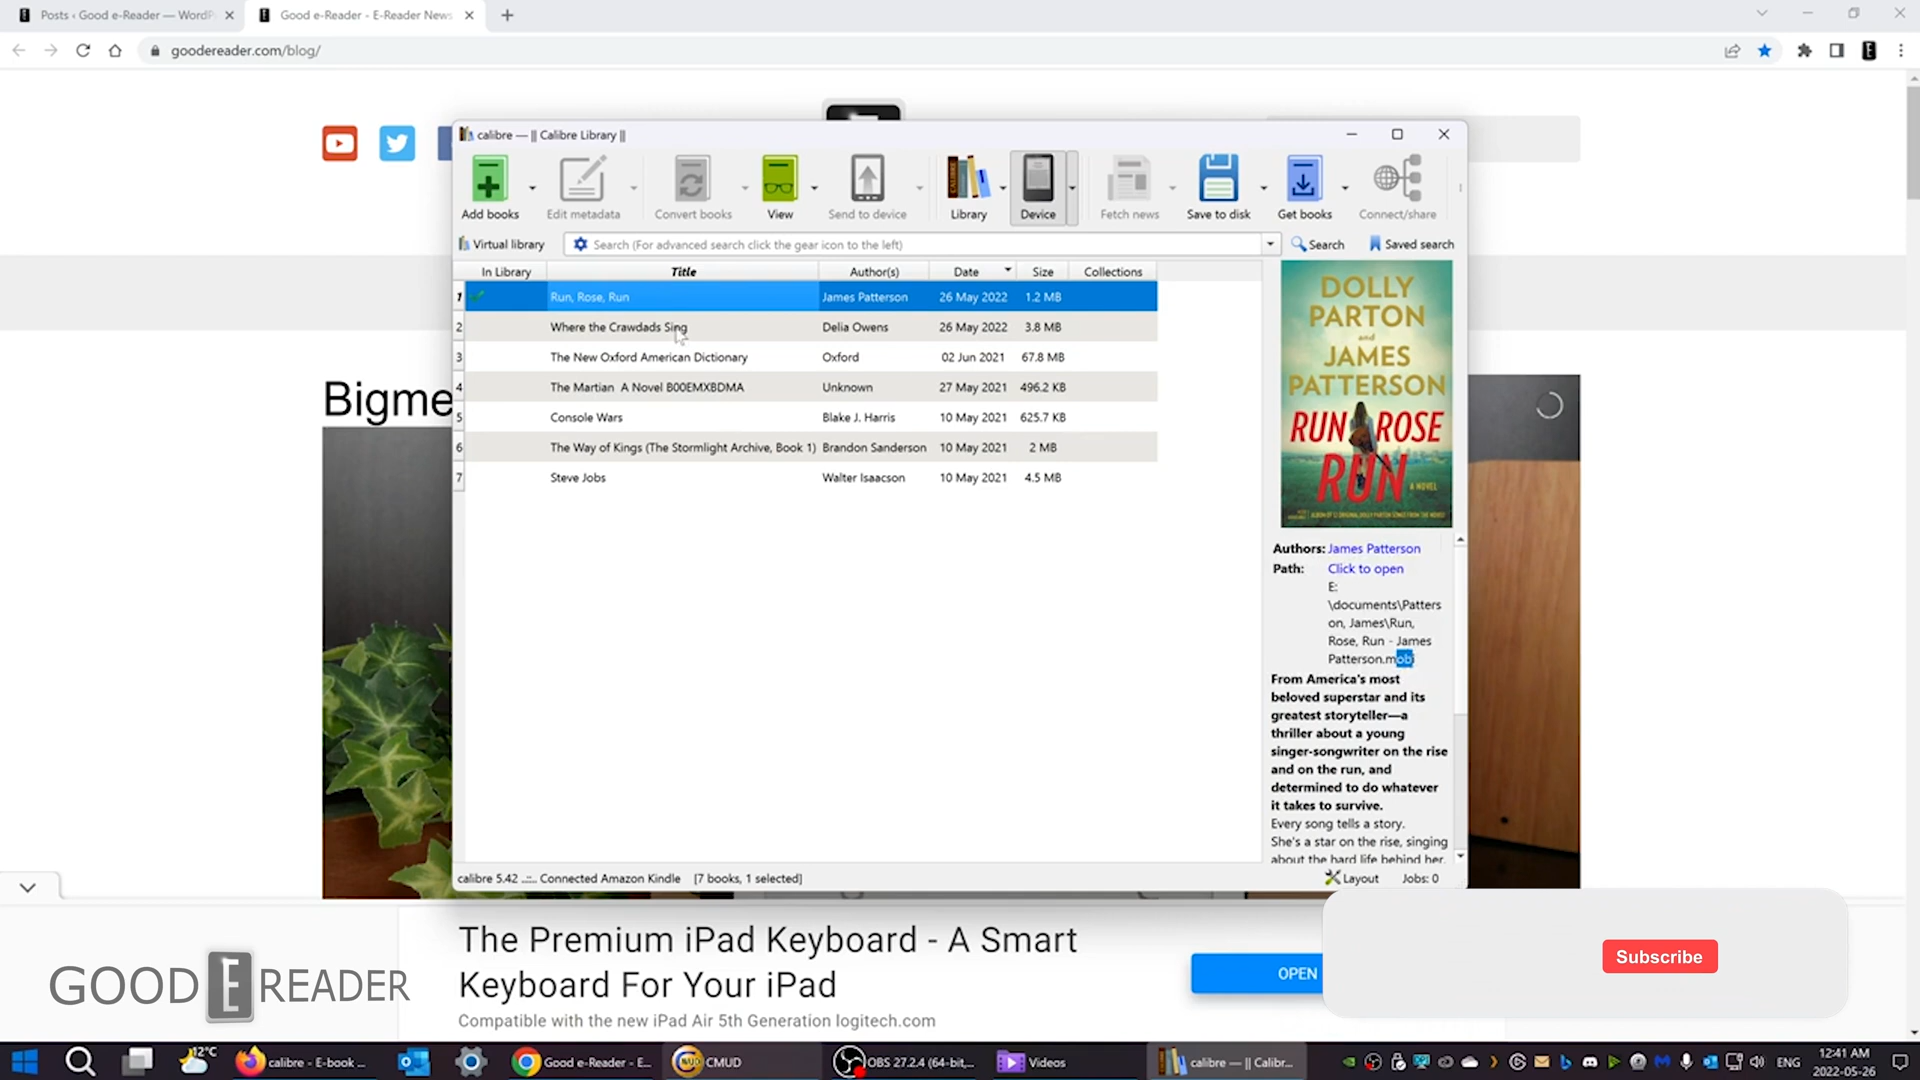 Posts ‹ Good e-Reader — WordP
Good e-Reader - E-Reader News
goodereader.com/blog/
calibre — || Calibre Library ||
Add books
Edit metadata
Convert books
View
Send to device
Library
Device
Fetch news
Save to disk
Get books
Connect/share
Virtual library
Search (For advanced search click the gear icon to the left)
Search
Saved search
In Library Title Author(s) Date Size Collections
1 Run, Rose, Run James Patterson 26 May 2022 1.2 MB
2 Where the Crawdads Sing Delia Owens 26 May 2022 3.8 MB
3 The New Oxford American Dictionary Oxford 02 Jun 2021 67.8 MB
4 The Martian A Novel B00EMXBDMA Unknown 27 May 2021 496.2 KB
5 Console Wars Blake J. Harris 10 May 2021 625.7 KB
6 The Way of Kings (The Stormlight Archive, Book 1) Brandon Sanderson 10 May 2021 2 MB
7 Steve Jobs Walter Isaacson 10 May 2021 4.5 MB
DOLLY
PARTON
and
JAMES
PATTERSON
RUN ROSE
RUN
A NOVEL
Authors: James Patterson
Path: Click to open
E:
\documents\Patters
on, James\Run,
Rose, Run - James
Patterson.mobi
From America's most
beloved superstar and its
greatest storyteller—a
thriller about a young
singer-songwriter on the rise
and on the run, and
determined to do whatever
it takes to survive.
Every song tells a story.
She's a star on the rise, singing
about the hard life behind her.
calibre 5.42 ..::.. Connected Amazon Kindle [7 books, 1 selected]
Layout
Jobs: 0
Bigme
The Premium iPad Keyboard - A Smart
Keyboard For Your iPad
Compatible with the new iPad Air 5th Generation logitech.com
OPEN
Subscribe
GOOD E READER
12°C
calibre - E-book ...
Good e-Reader - E...
CMUD
OBS 27.2.4 (64-bit,...
Videos
calibre — || Calibr...
ENG
12:41 AM
2022-05-26